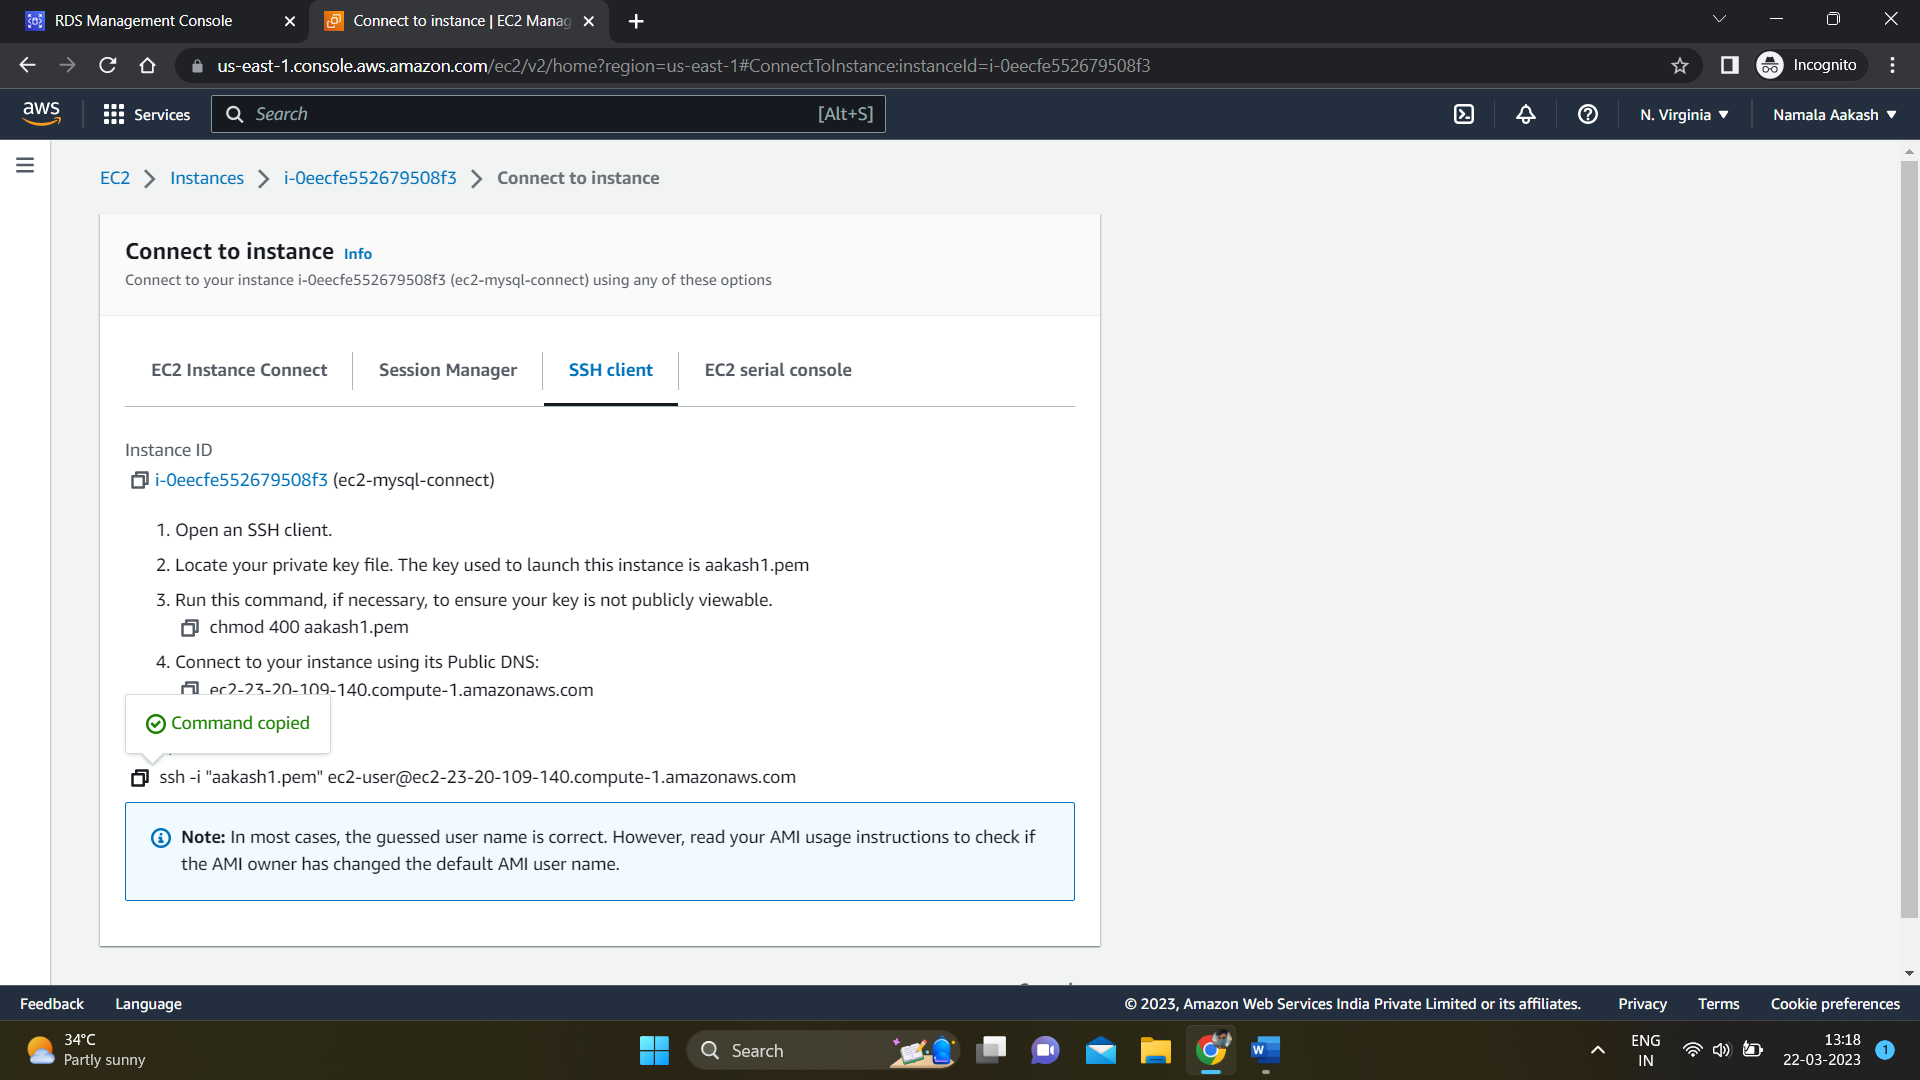 RDS Management Console
Connect to instance | EC2 Manag
us-east-1.console.aws.amazon.com/ec2/v2/home?region=us-east-1#ConnectToInstance:instanceId=i-0eecfe552679508f3
Incognito
aws
Services
Search
[Alt+S]
N. Virginia
Namala Aakash
EC2
Instances
i-0eecfe552679508f3
Connect to instance
Connect to instance Info
Connect to your instance i-0eecfe552679508f3 (ec2-mysql-connect) using any of these options
EC2 Instance Connect
Session Manager
SSH client
EC2 serial console
Instance ID
i-0eecfe552679508f3 (ec2-mysql-connect)
1. Open an SSH client.
2. Locate your private key file. The key used to launch this instance is aakash1.pem
3. Run this command, if necessary, to ensure your key is not publicly viewable.
chmod 400 aakash1.pem
4. Connect to your instance using its Public DNS:
ec2-23-20-109-140.compute-1.amazonaws.com
Command copied
ssh -i "aakash1.pem" ec2-user@ec2-23-20-109-140.compute-1.amazonaws.com
Note: In most cases, the guessed user name is correct. However, read your AMI usage instructions to check if
the AMI owner has changed the default AMI user name.
Feedback
Language
© 2023, Amazon Web Services India Private Limited or its affiliates.
Privacy
Terms
Cookie preferences
34°C
Partly sunny
Search
W
ENG
IN
13:18
22-03-2023
1